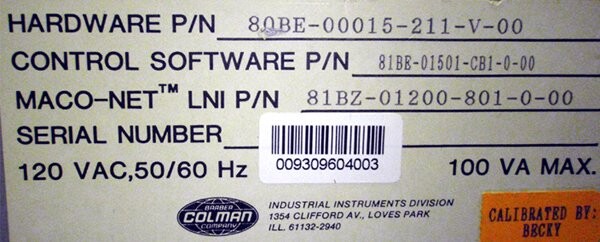 HARDWARE P/N 80BE-00015-211-V-00
CONTROL SOFTWARE P/N 81BE-01501-CB1-0-00
MACO-NET™ LNI P/N 81BZ-01200-801-0-00
SERIAL NUMBER
009309604003
120 VAC,50/60 Hz 100 VA MAX.
BARBER
COLMAN
COMPANY
INDUSTRIAL INSTRUMENTS DIVISION
1354 CLIFFORD AV., LOVES PARK
ILL. 61132-2940
CALIBRATED BY:
BECKY